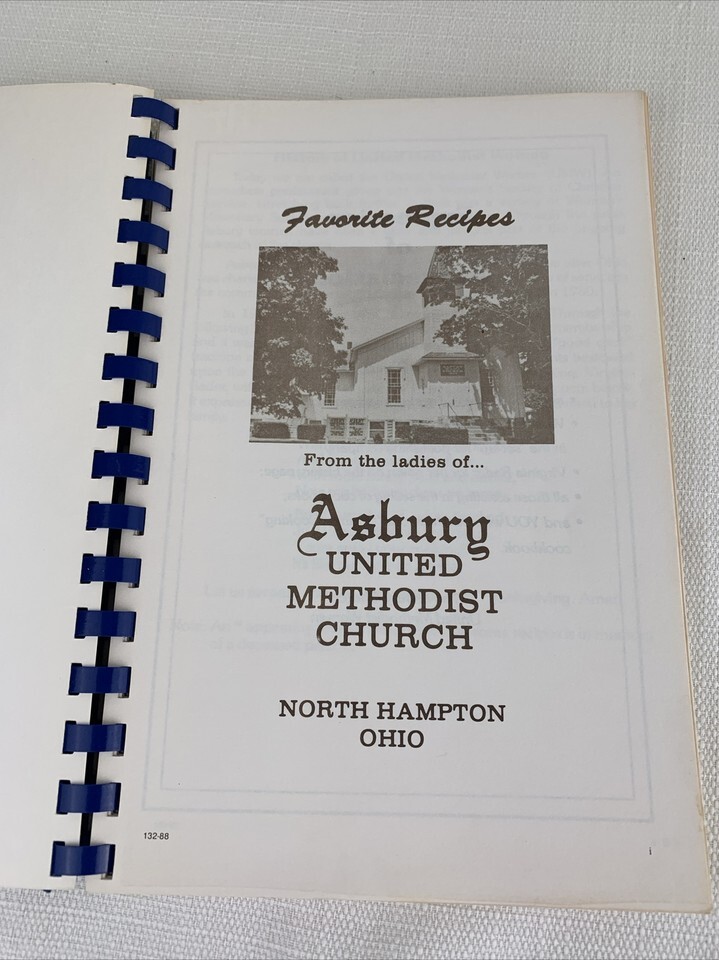 Favorite Recipes
From the ladies of...
Asbury
UNITED
METHODIST
CHURCH
NORTH HAMPTON
OHIO
132-88
i